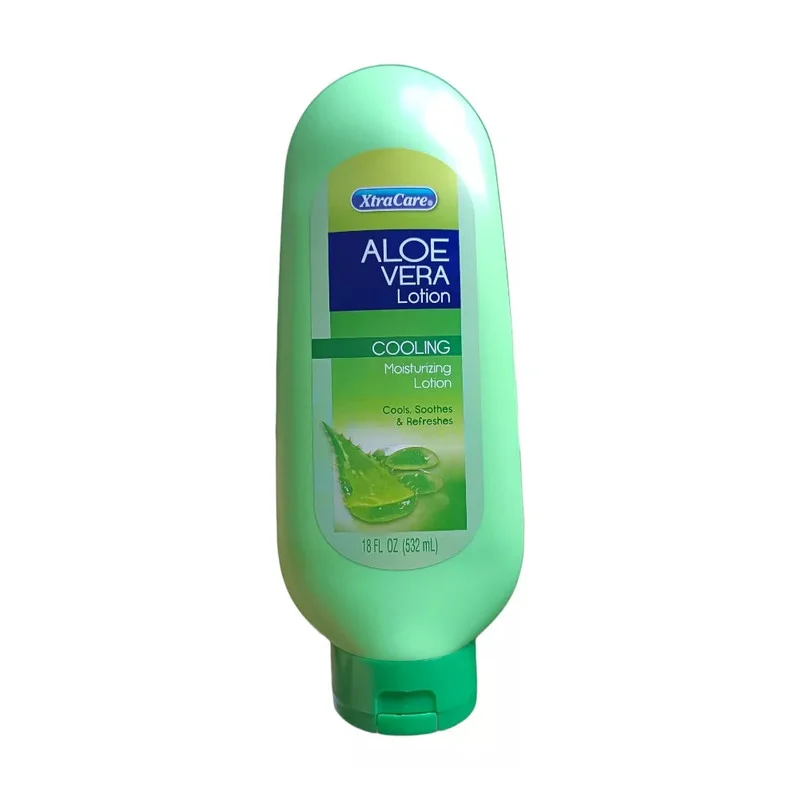 XtraCare®
ALOE
VERA
Lotion
COOLING
Moisturizing
Lotion
Cools, Soothes
& Refreshes
18 FL OZ (532 mL)